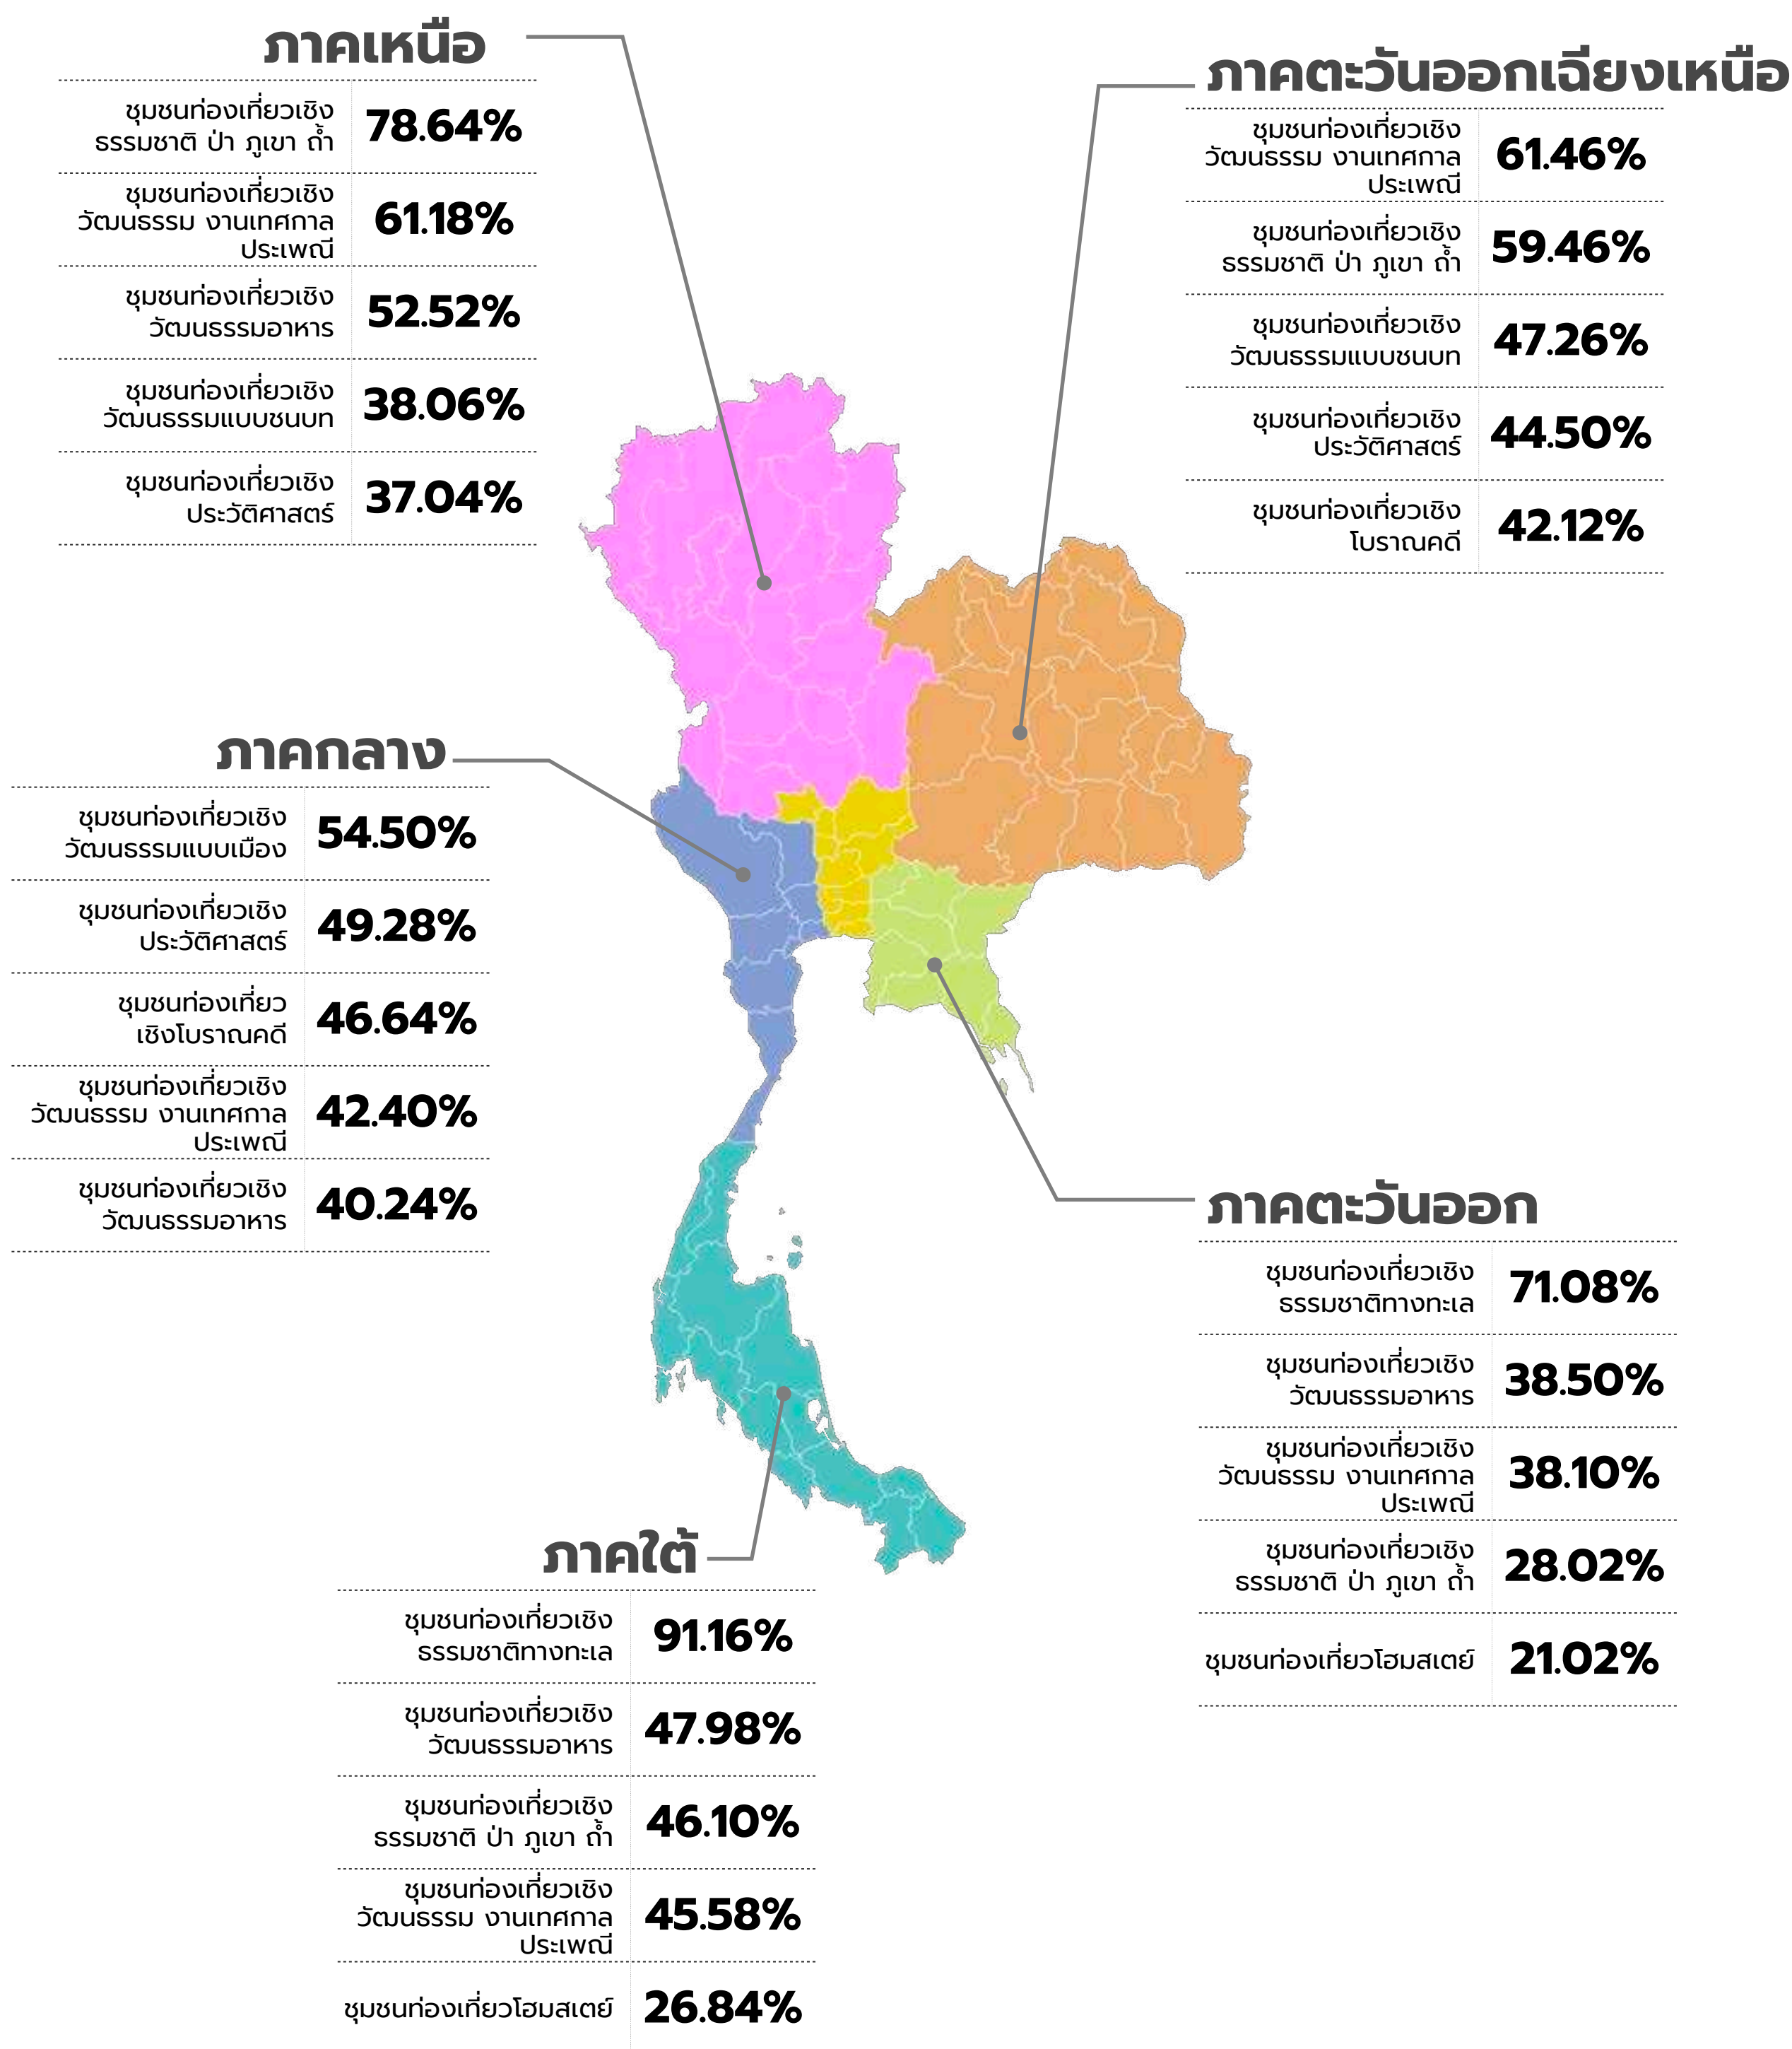 ภาคเหนือ
ชุมชนท่องเที่ยวเชิง
ธรรมชาติ ป่า ภูเขา ถ้ำ
78.64%
ชุมชนท่องเที่ยวเชิง
วัฒนธรรม งานเทศกาล
ประเพณี
61.18%
ชุมชนท่องเที่ยวเชิง
วัฒนธรรมอาหาร
52.52%
ชุมชนท่องเที่ยวเชิง
วัฒนธรรมแบบชนบท
38.06%
ชุมชนท่องเที่ยวเชิง
ประวัติศาสตร์
37.04%
ภาคตะวันออกเฉียงเหนือ
ชุมชนท่องเที่ยวเชิง
วัฒนธรรม งานเทศกาล
ประเพณี
61.46%
ชุมชนท่องเที่ยวเชิง
ธรรมชาติ ป่า ภูเขา ถ้ำ
59.46%
ชุมชนท่องเที่ยวเชิง
วัฒนธรรมแบบชนบท
47.26%
ชุมชนท่องเที่ยวเชิง
ประวัติศาสตร์
44.50%
ชุมชนท่องเที่ยวเชิง
โบราณคดี
42.12%
ภาคกลาง
ชุมชนท่องเที่ยวเชิง
วัฒนธรรมแบบเมือง
54.50%
ชุมชนท่องเที่ยวเชิง
ประวัติศาสตร์
49.28%
ชุมชนท่องเที่ยว
เชิงโบราณคดี
46.64%
ชุมชนท่องเที่ยวเชิง
วัฒนธรรม งานเทศกาล
ประเพณี
42.40%
ชุมชนท่องเที่ยวเชิง
วัฒนธรรมอาหาร
40.24%
ภาคตะวันออก
ชุมชนท่องเที่ยวเชิง
ธรรมชาติทางทะเล
71.08%
ชุมชนท่องเที่ยวเชิง
วัฒนธรรมอาหาร
38.50%
ชุมชนท่องเที่ยวเชิง
วัฒนธรรม งานเทศกาล
ประเพณี
38.10%
ชุมชนท่องเที่ยวเชิง
ธรรมชาติ ป่า ภูเขา ถ้ำ
28.02%
ชุมชนท่องเที่ยวโฮมสเตย์
21.02%
ภาคใต้
ชุมชนท่องเที่ยวเชิง
ธรรมชาติทางทะเล
91.16%
ชุมชนท่องเที่ยวเชิง
วัฒนธรรมอาหาร
47.98%
ชุมชนท่องเที่ยวเชิง
ธรรมชาติ ป่า ภูเขา ถ้ำ
46.10%
ชุมชนท่องเที่ยวเชิง
วัฒนธรรม งานเทศกาล
ประเพณี
45.58%
ชุมชนท่องเที่ยวโฮมสเตย์
26.84%